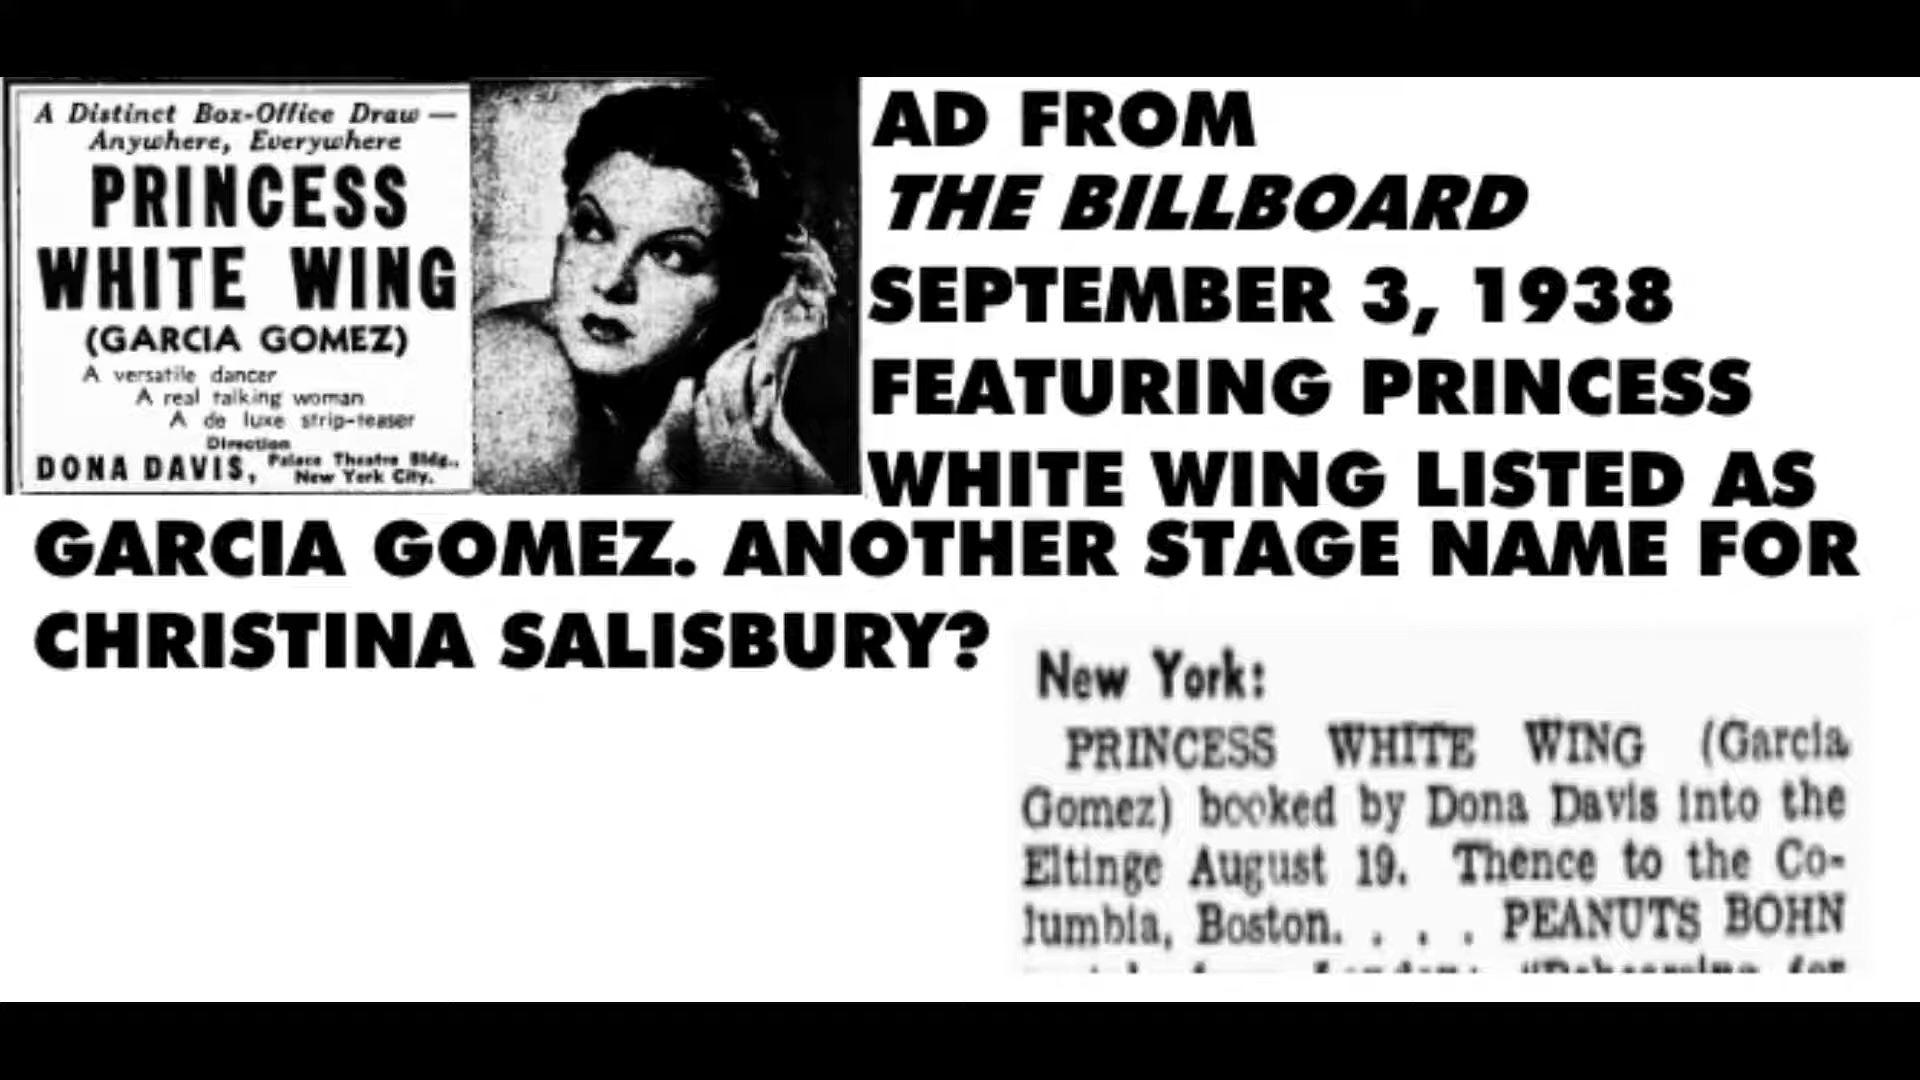 A Distinct Box-Office Draw —
Anywhere, Everywhere
PRINCESS
WHITE WING
(GARCIA GOMEZ)
A versatile dancer
A real talking woman
A de luxe strip-teaser
Direction
DONA DAVIS, Palace Theatre Bldg.,
New York City.
AD FROM
THE BILLBOARD
SEPTEMBER 3, 1938
FEATURING PRINCESS
WHITE WING LISTED AS
GARCIA GOMEZ. ANOTHER STAGE NAME FOR
CHRISTINA SALISBURY?
New York:
PRINCESS WHITE WING (Garcia
Gomez) booked by Dona Davis into the
Eltinge August 19. Thence to the Co-
lumbia, Boston. . . . PEANUTS BOHN